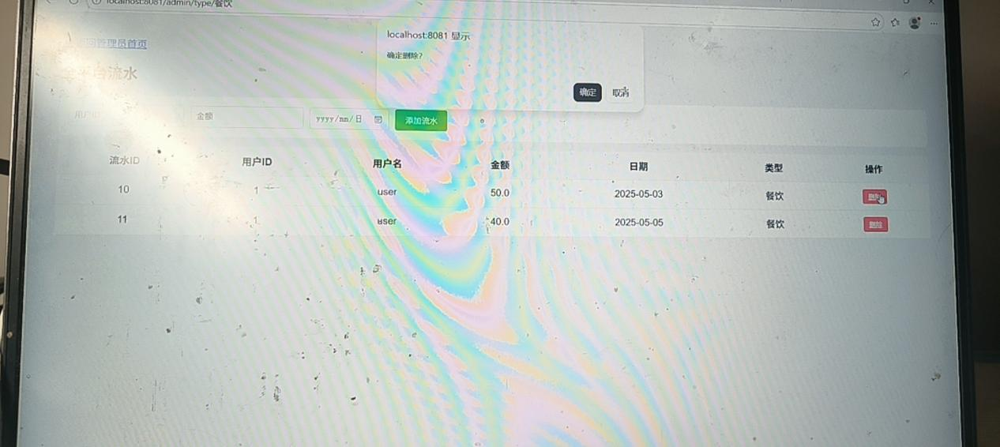 localhost:8081/admin/type/餐饮
localhost:8081 显示
确定删除?
确定 取消
回管理员首页
全平台流水
用户ID 金额 yyyy/mm/日 添加流水
流水ID 用户ID 用户名 金额 日期 类型 操作
10 1 user 50.0 2025-05-03 餐饮 删除
11 1 user 40.0 2025-05-05 餐饮 删除